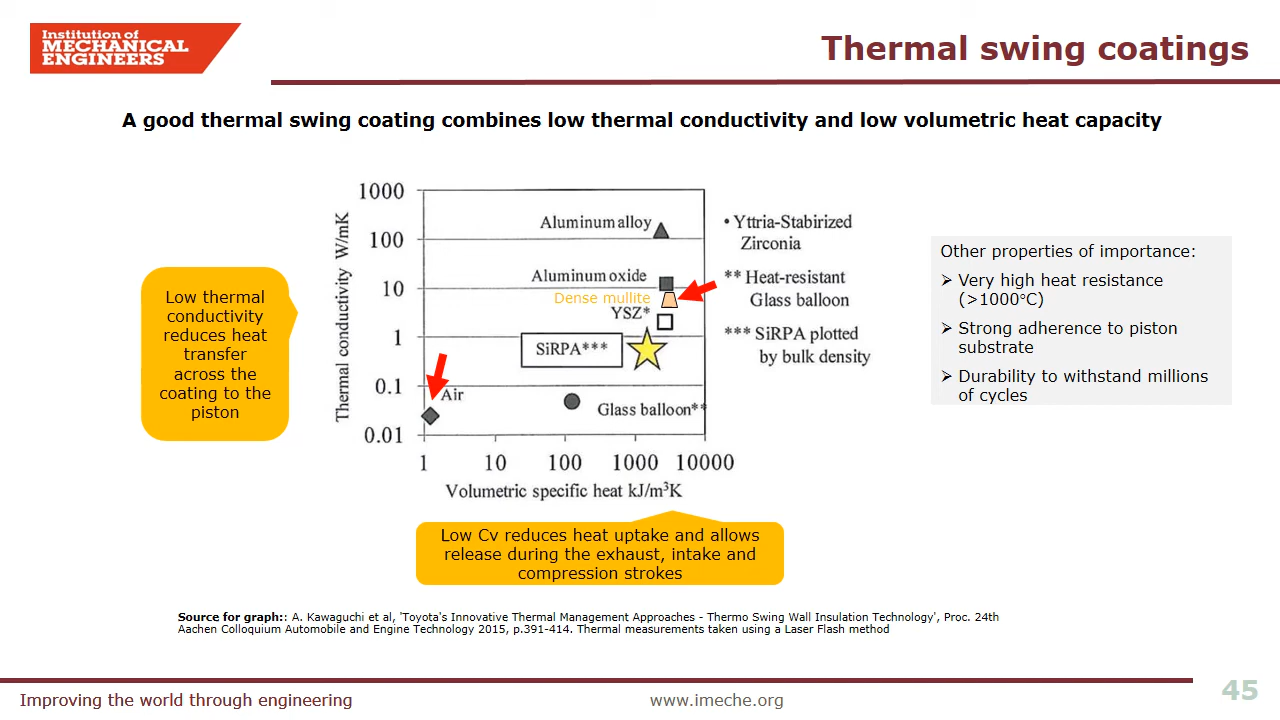 Institution of
MECHANICAL
ENGINEERS
Thermal swing coatings
A good thermal swing coating combines low thermal conductivity and low volumetric heat capacity
Low thermal
conductivity
reduces heat
transfer
across the
coating to the
piston
Thermal conductivity W/mK
1000
100
10
1
0.1
0.01
Aluminum alloy
Aluminum oxide
Dense mullite
YSZ*
SiRPA***
Air
Glass balloon**
1
10
100
1000
10000
Volumetric specific heat kJ/m³K
• Yttria-Stabirized
Zirconia
** Heat-resistant
Glass balloon
*** SiRPA plotted
by bulk density
Other properties of importance:
➢ Very high heat resistance
(>1000°C)
➢ Strong adherence to piston
substrate
➢ Durability to withstand millions
of cycles
Low Cv reduces heat uptake and allows
release during the exhaust, intake and
compression strokes
Source for graph:: A. Kawaguchi et al, 'Toyota's Innovative Thermal Management Approaches - Thermo Swing Wall Insulation Technology', Proc. 24th
Aachen Colloquium Automobile and Engine Technology 2015, p.391-414. Thermal measurements taken using a Laser Flash method
Improving the world through engineering
www.imeche.org
45